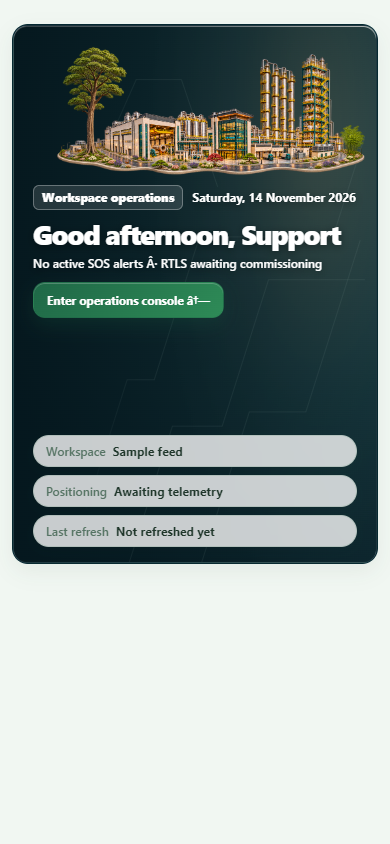 Workspace operations Saturday, 14 November 2026
Good afternoon, Support
No active SOS alerts Â· RTLS awaiting commissioning
Enter operations console â†—
Workspace Sample feed
Positioning Awaiting telemetry
Last refresh Not refreshed yet